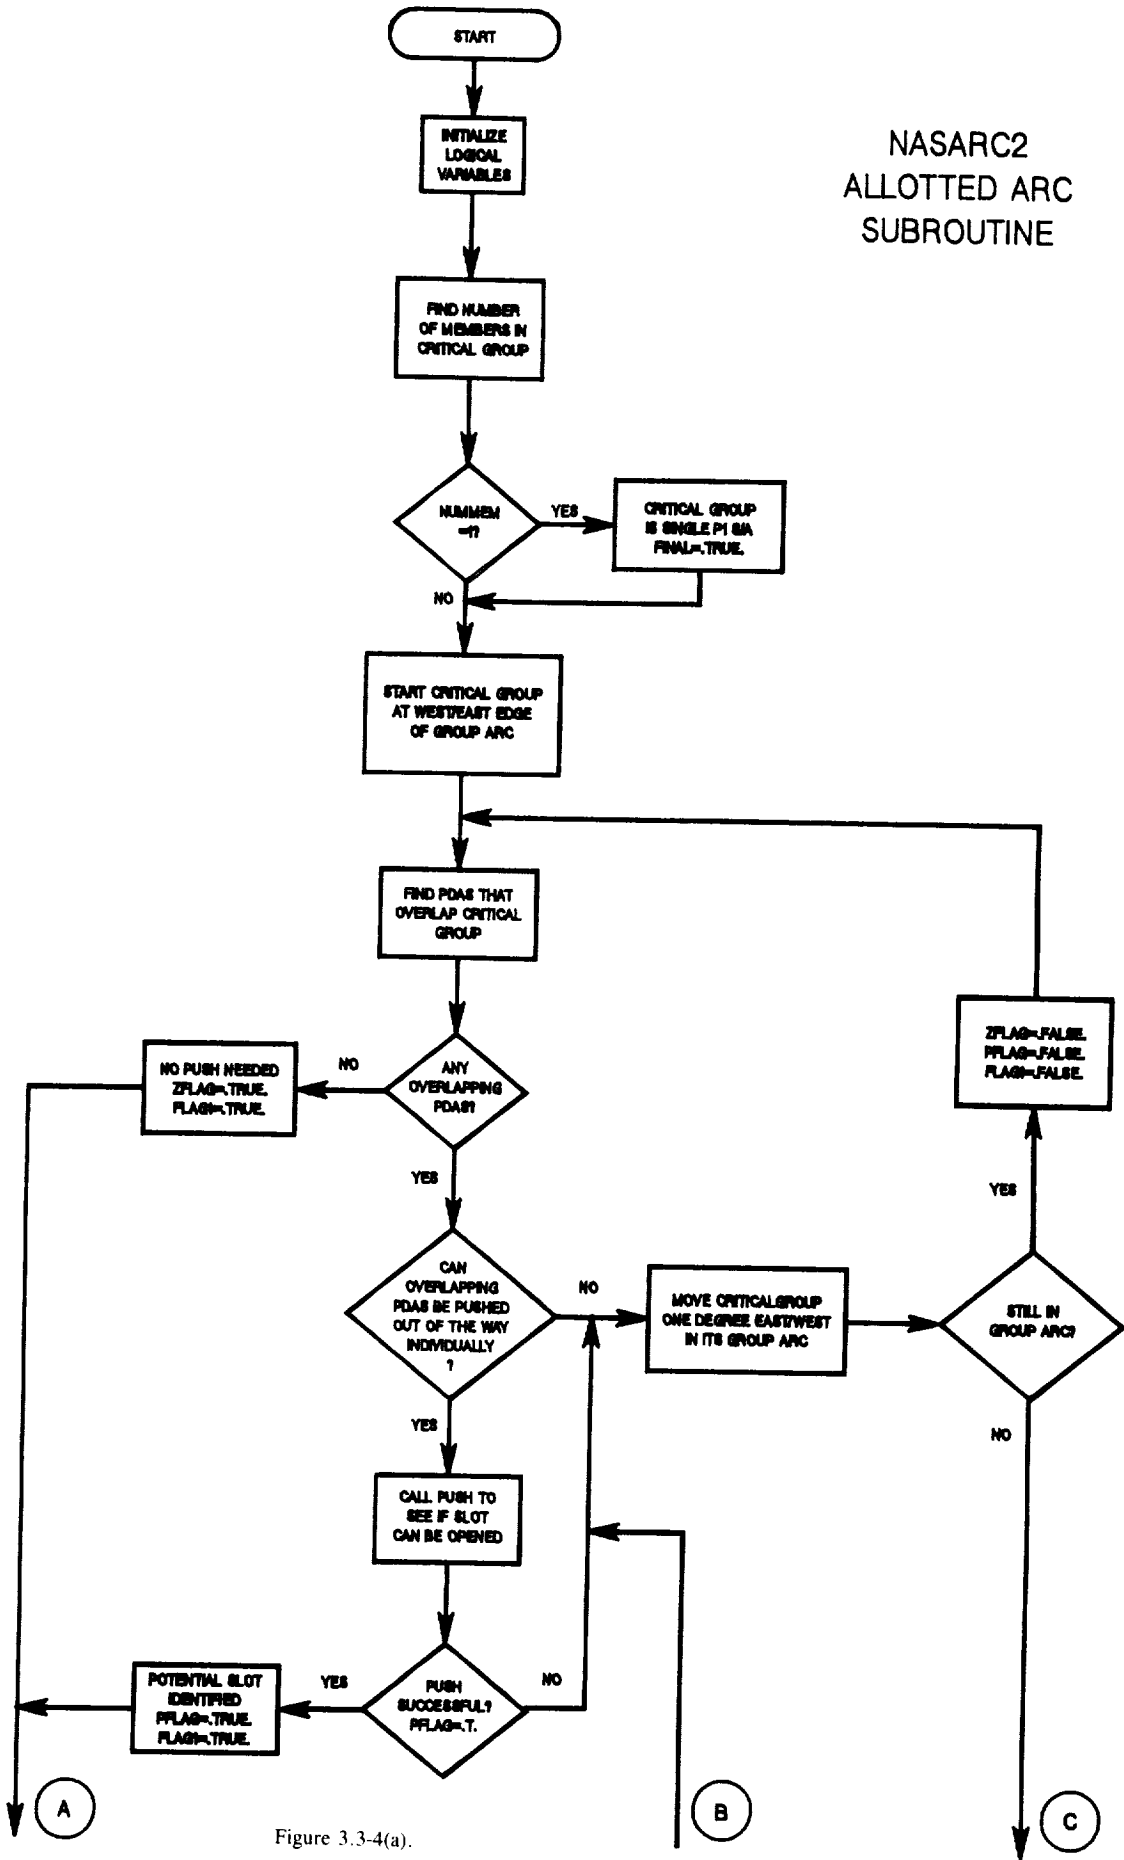 START
INITIALIZE
LOGICAL
VARIABLES
NASARC2
ALLOTTED ARC
SUBROUTINE
FIND NUMBER
OF MEMBERS IN
CRITICAL GROUP
NUMMEM
=1?
YES
CRITICAL GROUP
IS SINGLE P1 S/A
FINAL=.TRUE.
NO
START CRITICAL GROUP
AT WEST/EAST EDGE
OF GROUP ARC
FIND PDAS THAT
OVERLAP CRITICAL
GROUP
ZFLAG=.FALSE.
PFLAG=.FALSE.
FLAG1=.FALSE.
NO PUSH NEEDED
ZFLAG=.TRUE.
FLAG1=.TRUE.
NO
ANY
OVERLAPPING
PDAS?
YES
YES
CAN
OVERLAPPING
PDAS BE PUSHED
OUT OF THE WAY
INDIVIDUALLY
?
NO
MOVE CRITICALGROUP
ONE DEGREE EAST/WEST
IN ITS GROUP ARC
STILL IN
GROUP ARC?
YES
NO
CALL PUSH TO
SEE IF SLOT
CAN BE OPENED
POTENTIAL SLOT
IDENTIFIED
PFLAG=.TRUE.
FLAG1=.TRUE.
YES
PUSH
SUCCESSFUL?
PFLAG=.T.
NO
A
B
C
Figure 3.3-4(a).